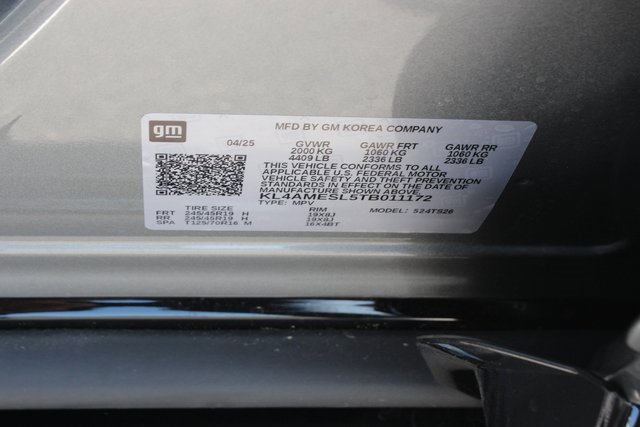 gm
MFD BY GM KOREA COMPANY
04/25 GVWR GAWR FRT GAWR RR
2000 KG 1060 KG 1060 KG
4409 LB 2336 LB 2336 LB
THIS VEHICLE CONFORMS TO ALL
APPLICABLE U.S. FEDERAL MOTOR
VEHICLE SAFETY AND THEFT PREVENTION
STANDARDS IN EFFECT ON THE DATE OF
MANUFACTURE SHOWN ABOVE
KL4AMESL5TB011172
TYPE: MPV MODEL: S24TS26
TIRE SIZE RIM
FRT 245/45R19 H 19X8J
RR 245/45R19 H 19X8J
SPA T125/70R16 M 16X4BT